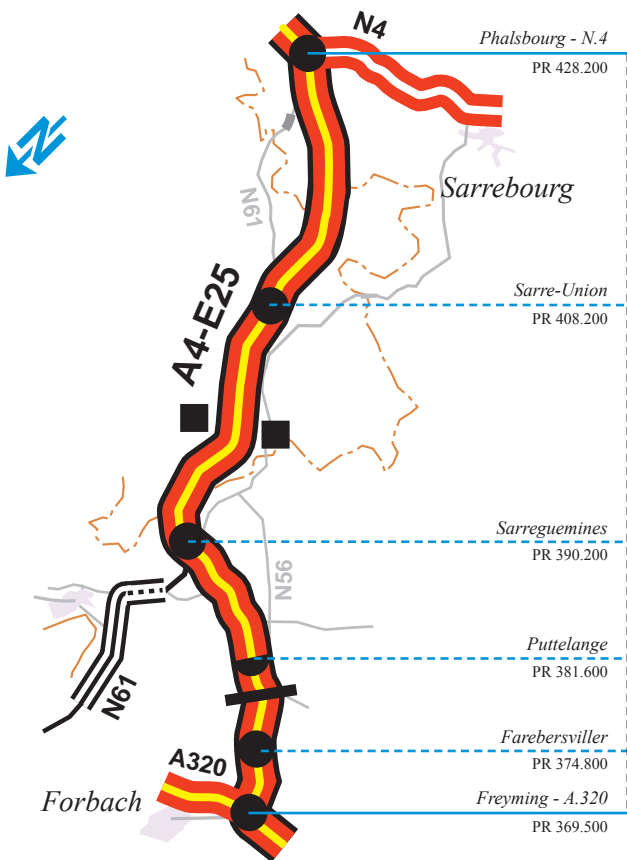 N4
Phalsbourg - N.4
PR 428.200
N
Sarrebourg
N61
A4-E25
Sarre-Union
PR 408.200
Sarreguemines
PR 390.200
N56
Puttelange
PR 381.600
N61
Farebersviller
PR 374.800
A320
Forbach
Freyming - A.320
PR 369.500